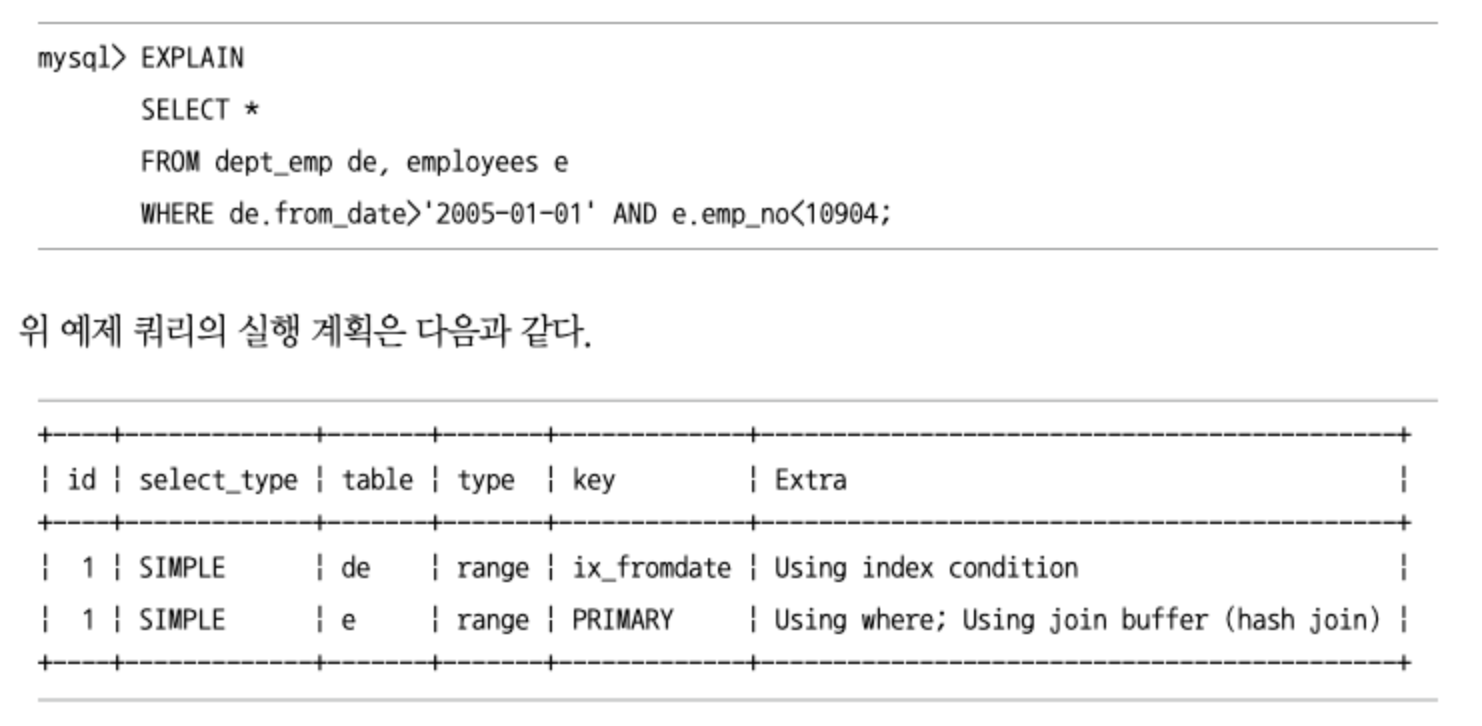 mysql> EXPLAIN
SELECT *
FROM dept_emp de, employees e
WHERE de.from_date>'2005-01-01' AND e.emp_no<10904;
위 예제 쿼리의 실행 계획은 다음과 같다.
+----+-------------+-------+-------+-------------+--------------------------------------------+
| id | select_type | table | type  | key         | Extra                                      |
+----+-------------+-------+-------+-------------+--------------------------------------------+
|  1 | SIMPLE      | de    | range | ix_fromdate | Using index condition                      |
|  1 | SIMPLE      | e     | range | PRIMARY     | Using where; Using join buffer (hash join) |
+----+-------------+-------+-------+-------------+--------------------------------------------+